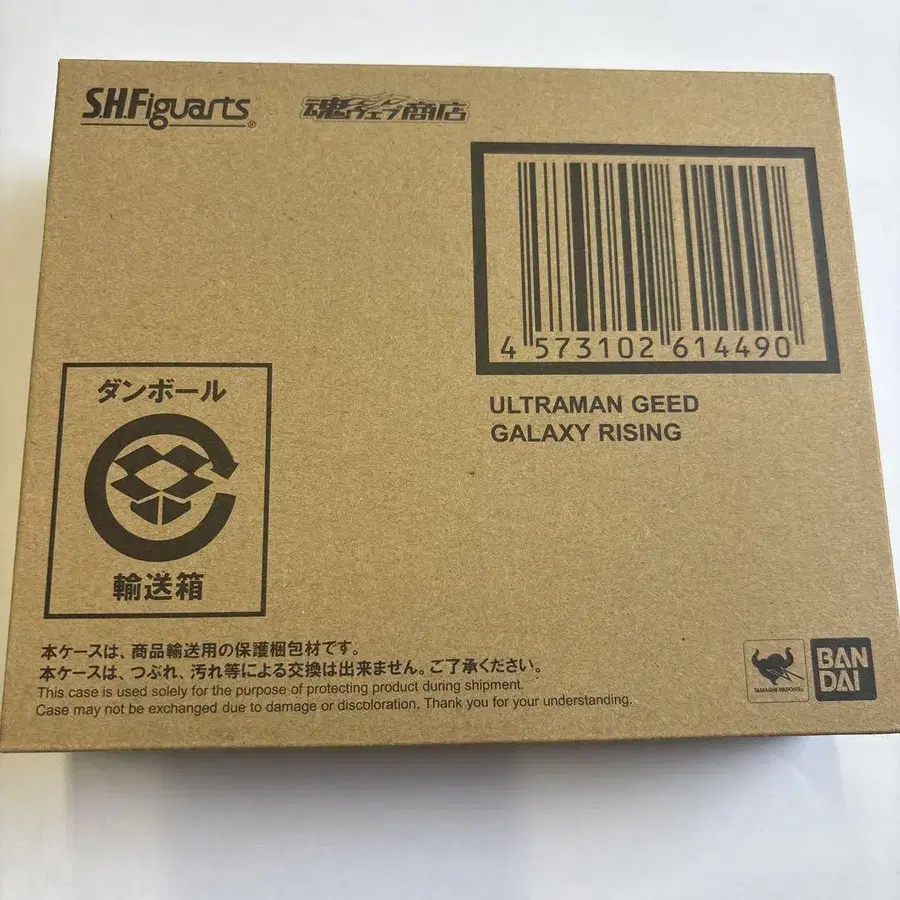 S.H.Figuarts®
魂ウェブ商店
4 573102 614490
ULTRAMAN GEED
GALAXY RISING
ダンボール
輸送箱
本ケースは、商品輸送用の保護梱包材です。
本ケースは、つぶれ、汚れ等による交換は出来ません。ご了承ください。
This case is used solely for the purpose of protecting product during shipment.
Case may not be exchanged due to damage or discoloration. Thank you for your understanding.
TAMASHII NATIONS
BAN
DAI